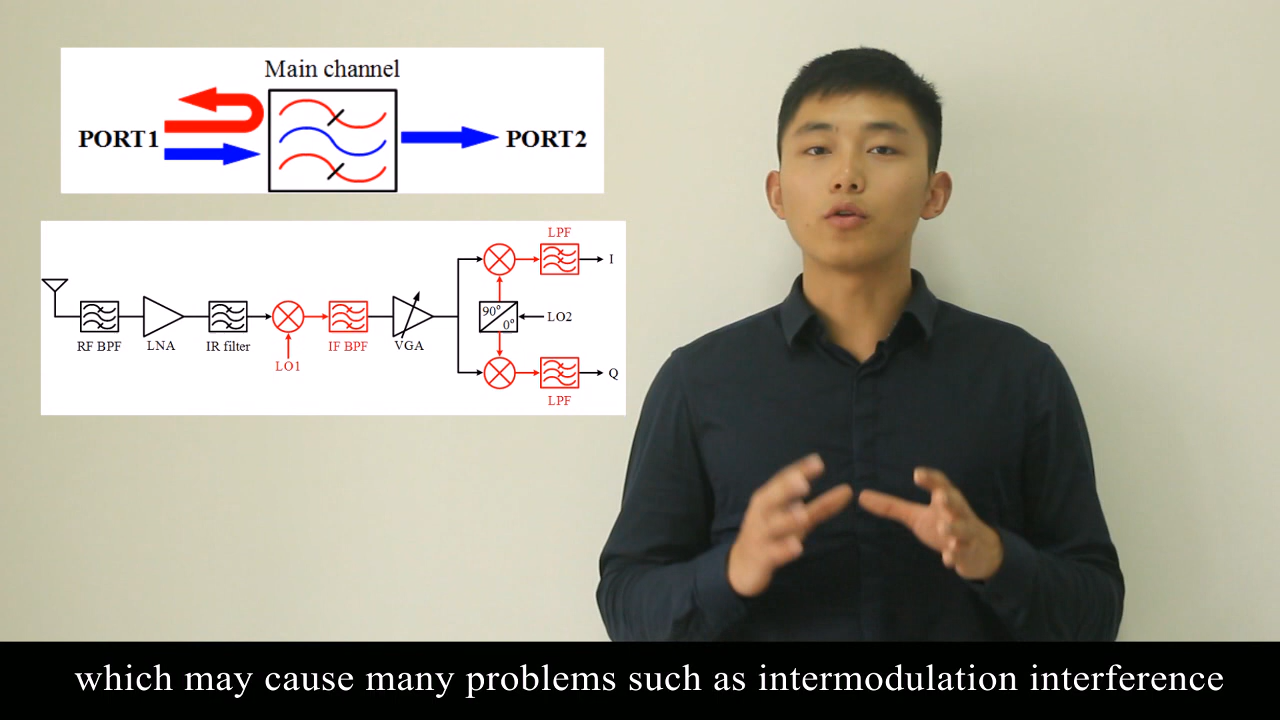 Main channel
PORT1
PORT2
LPF
I
90° 0°
LO2
RF BPF
LNA
IR filter
LO1
IF BPF
VGA
Q
LPF
which may cause many problems such as intermodulation interference